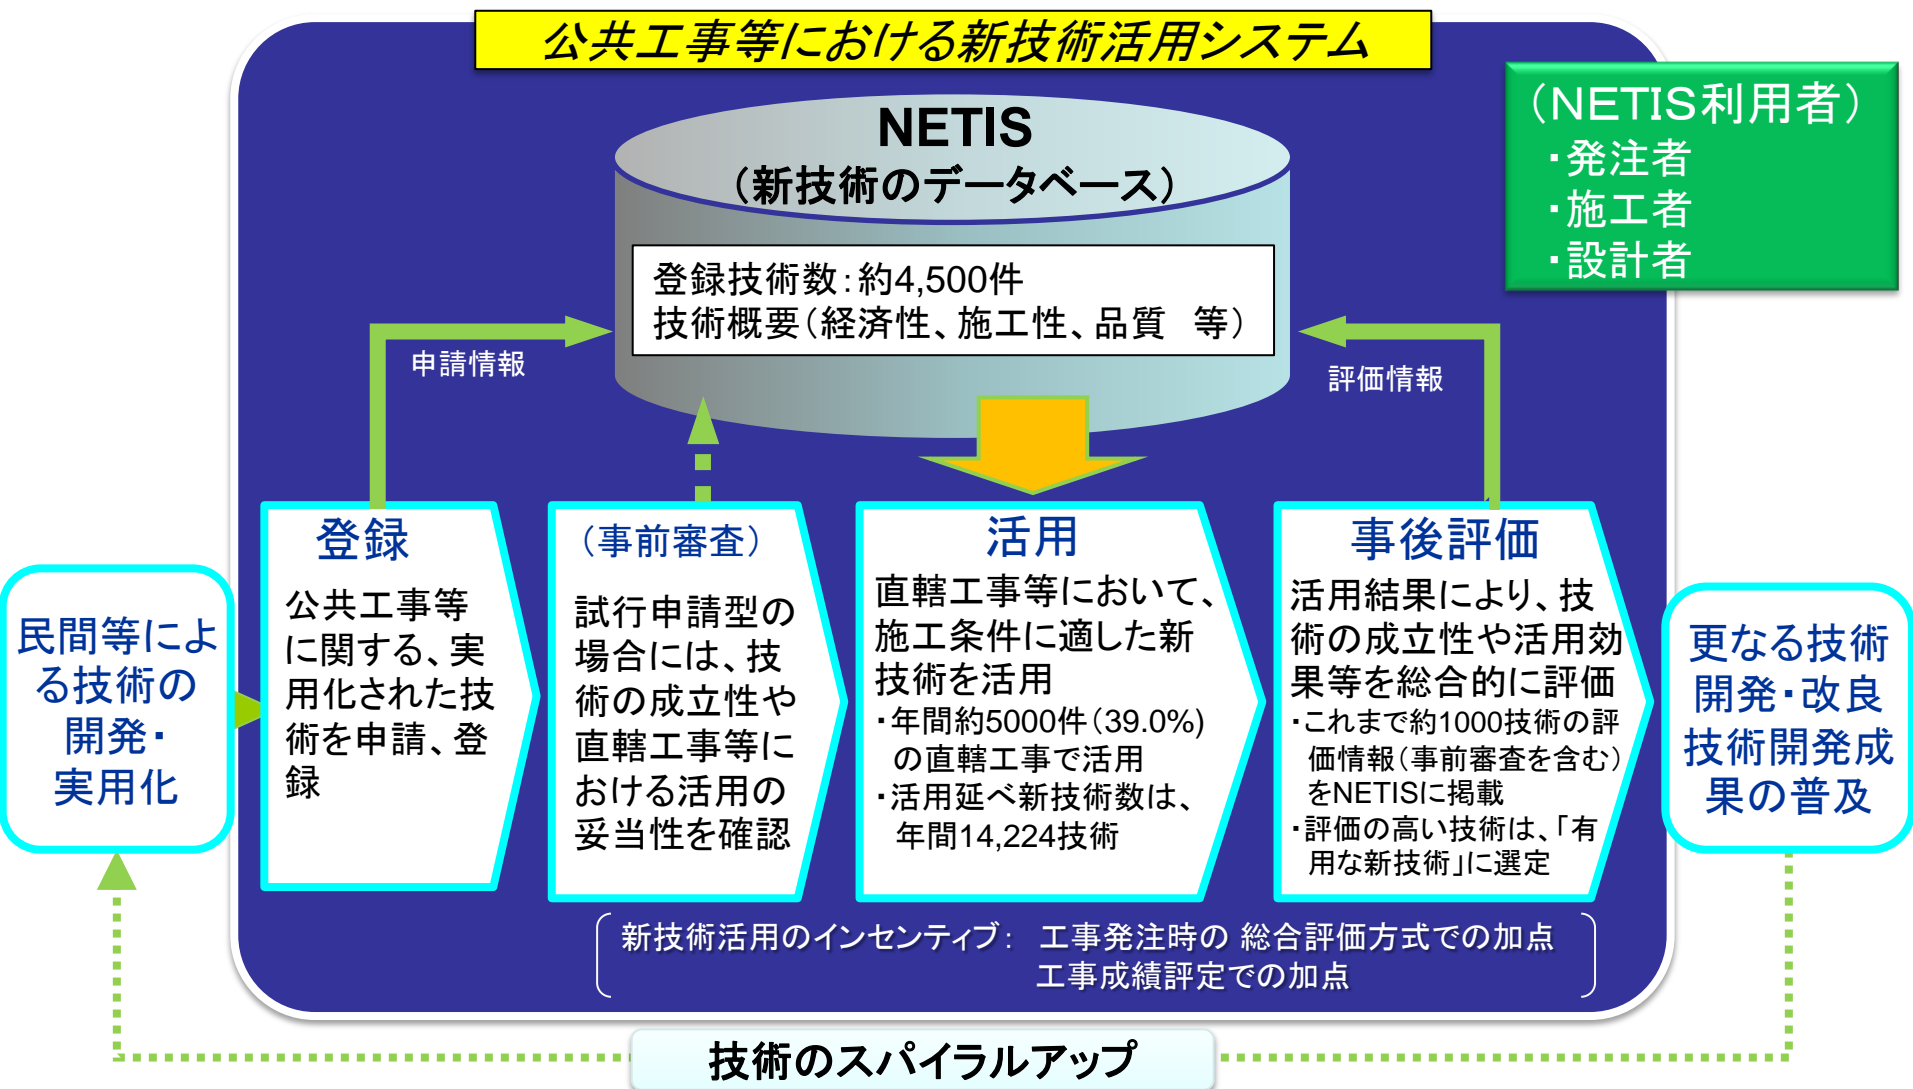 公共工事等における新技術活用システム
NETIS
（新技術のデータベース）
登録技術数：約4,500件
技術概要（経済性、施工性、品質　等）
（NETIS利用者）
・発注者
・施工者
・設計者
申請情報
評価情報
民間等によ
る技術の
開発・
実用化
登録
公共工事等
に関する、実
用化された技
術を申請、登
録
（事前審査）
試行申請型の
場合には、技
術の成立性や
直轄工事等に
おける活用の
妥当性を確認
活用
直轄工事等において、
施工条件に適した新
技術を活用
・年間約5000件（39.0%）
の直轄工事で活用
・活用延べ新技術数は、
年間14,224技術
事後評価
活用結果により、技
術の成立性や活用効
果等を総合的に評価
・これまで約1000技術の評
価情報（事前審査を含む）
をNETISに掲載
・評価の高い技術は、「有
用な新技術」に選定
更なる技術
開発・改良
技術開発成
果の普及
新技術活用のインセンティブ：　工事発注時の 総合評価方式での加点
工事成績評定での加点
技術のスパイラルアップ